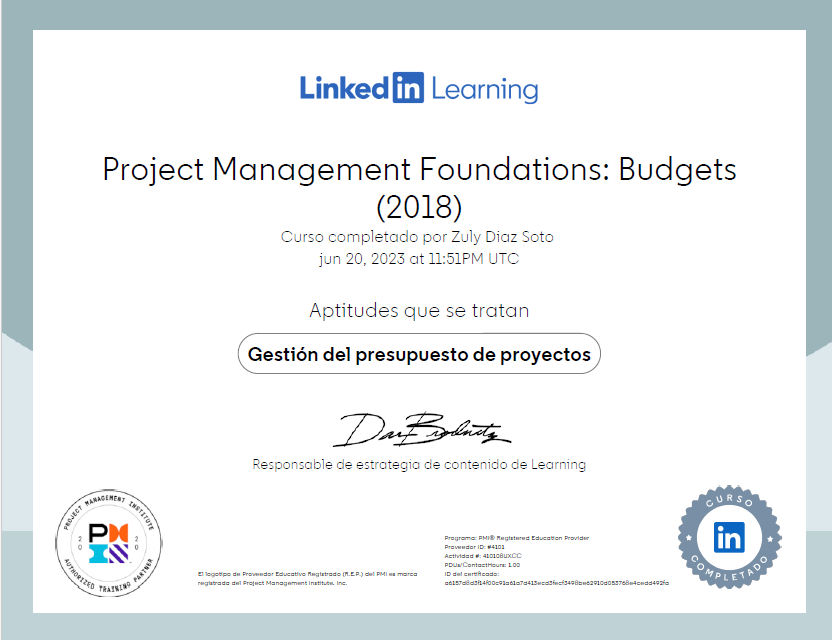 LinkedIn Learning
Project Management Foundations: Budgets
(2018)
Curso completado por Zuly Diaz Soto
jun 20, 2023 at 11:51PM UTC
Aptitudes que se tratan
Gestión del presupuesto de proyectos
Responsable de estrategia de contenido de Learning
PROJECT MANAGEMENT INSTITUTE
PMI
2020
AUTHORIZED TRAINING PARTNER
El logotipo de Proveedor Educativo Registrado (R.E.P.) del PMI es marca
registrada del Project Management Institute, Inc.
Programa: PMI® Registered Education Provider
Proveedor ID: #4101
Actividad #: 410108UXCC
PDUs/ContactHours: 1.00
ID del certificado:
CURSO
in
COMPLETADO